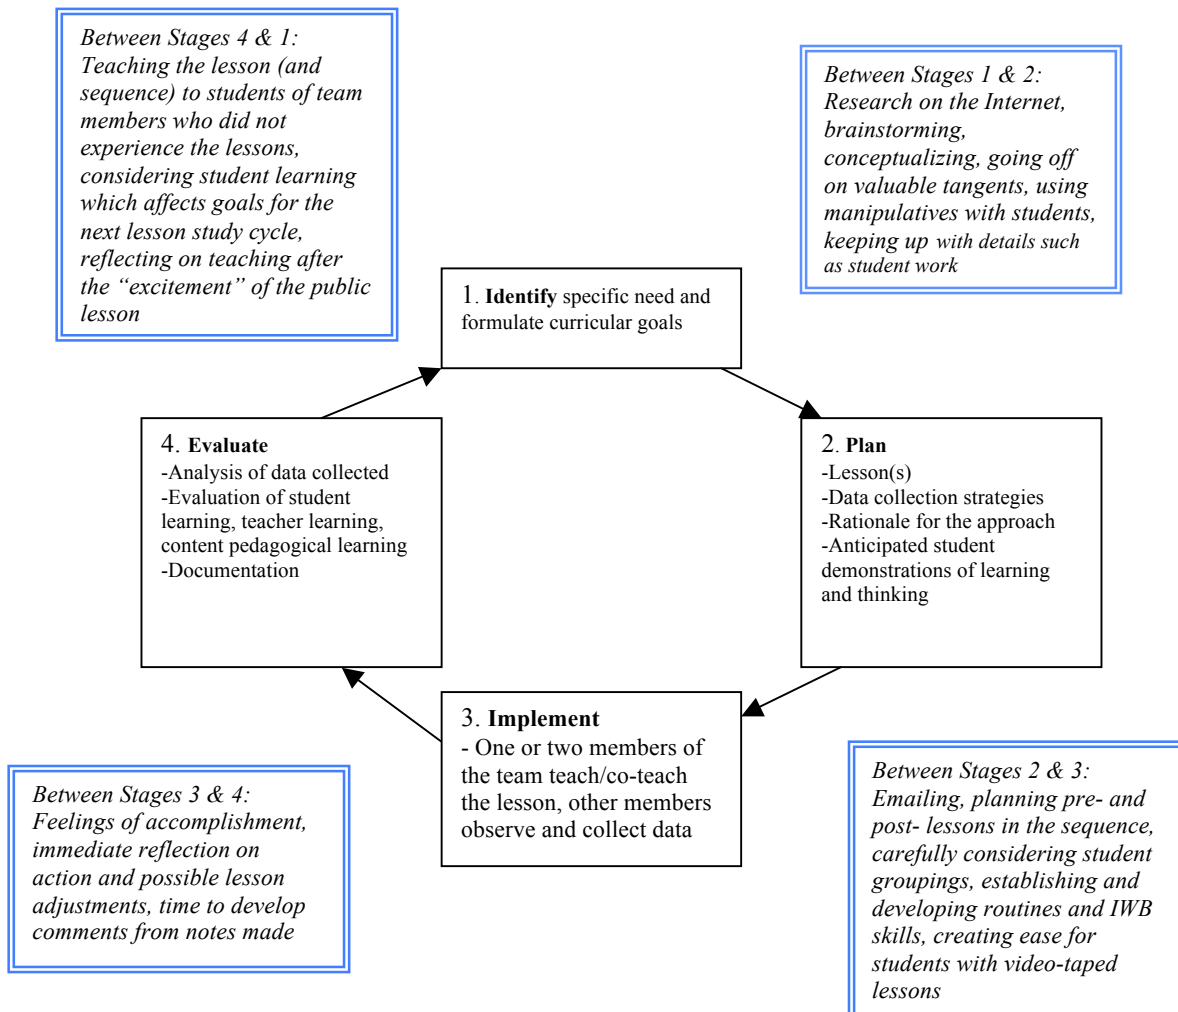 Between Stages 4 & 1:
Teaching the lesson (and
sequence) to students of team
members who did not
experience the lessons,
considering student learning
which affects goals for the
next lesson study cycle,
reflecting on teaching after
the “excitement” of the public
lesson
Between Stages 1 & 2:
Research on the Internet,
brainstorming,
conceptualizing, going off
on valuable tangents, using
manipulatives with students,
keeping up with details such
as student work
1. Identify specific need and
formulate curricular goals
4. Evaluate
-Analysis of data collected
-Evaluation of student
learning, teacher learning,
content pedagogical learning
-Documentation
2. Plan
-Lesson(s)
-Data collection strategies
-Rationale for the approach
-Anticipated student
demonstrations of learning
and thinking
3. Implement
- One or two members of
the team teach/co-teach
the lesson, other members
observe and collect data
Between Stages 3 & 4:
Feelings of accomplishment,
immediate reflection on
action and possible lesson
adjustments, time to develop
comments from notes made
Between Stages 2 & 3:
Emailing, planning pre- and
post- lessons in the sequence,
carefully considering student
groupings, establishing and
developing routines and IWB
skills, creating ease for
students with video-taped
lessons